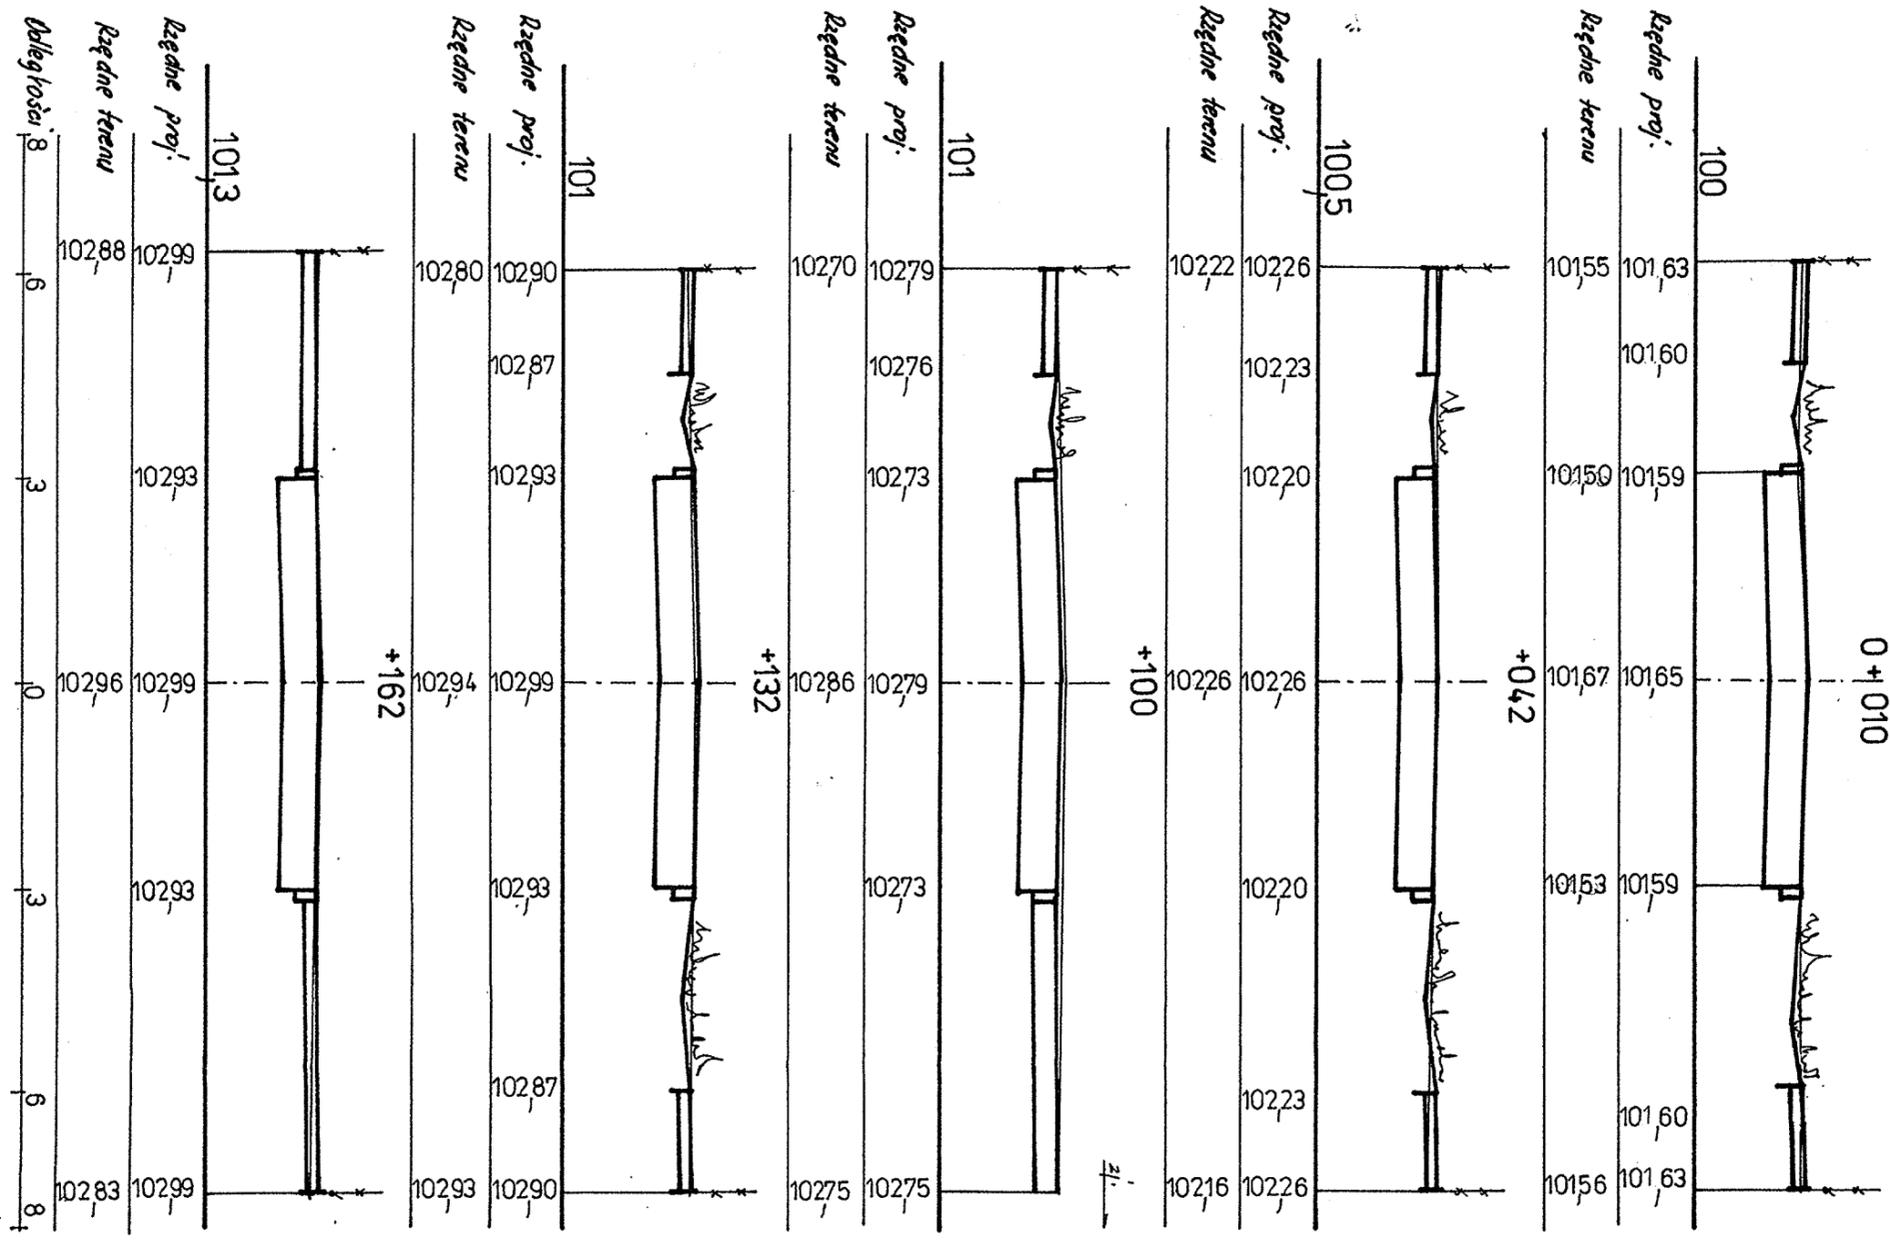 0+010
100
Rzędne proj. 101,63 101,60 101,59 101,65 101,59 101,60 101,63
Rzędne terenu 101,55 101,50 101,67 101,53 101,56
+042
100,5
Rzędne proj. 102,26 102,23 102,20 102,26 102,20 102,23 102,26
Rzędne terenu 102,22 102,26 102,16
+100
101
Rzędne proj. 102,79 102,76 102,73 102,79 102,73 102,75
Rzędne terenu 102,70 102,86 102,75
+132
101
Rzędne proj. 102,90 102,87 102,93 102,99 102,93 102,87 102,90
Rzędne terenu 102,80 102,94 102,93
+162
101,3
Rzędne proj. 102,99 102,93 102,99 102,93 102,99
Rzędne terenu 102,88 102,96 102,83
Odległości 8 6 3 0 3 6 8